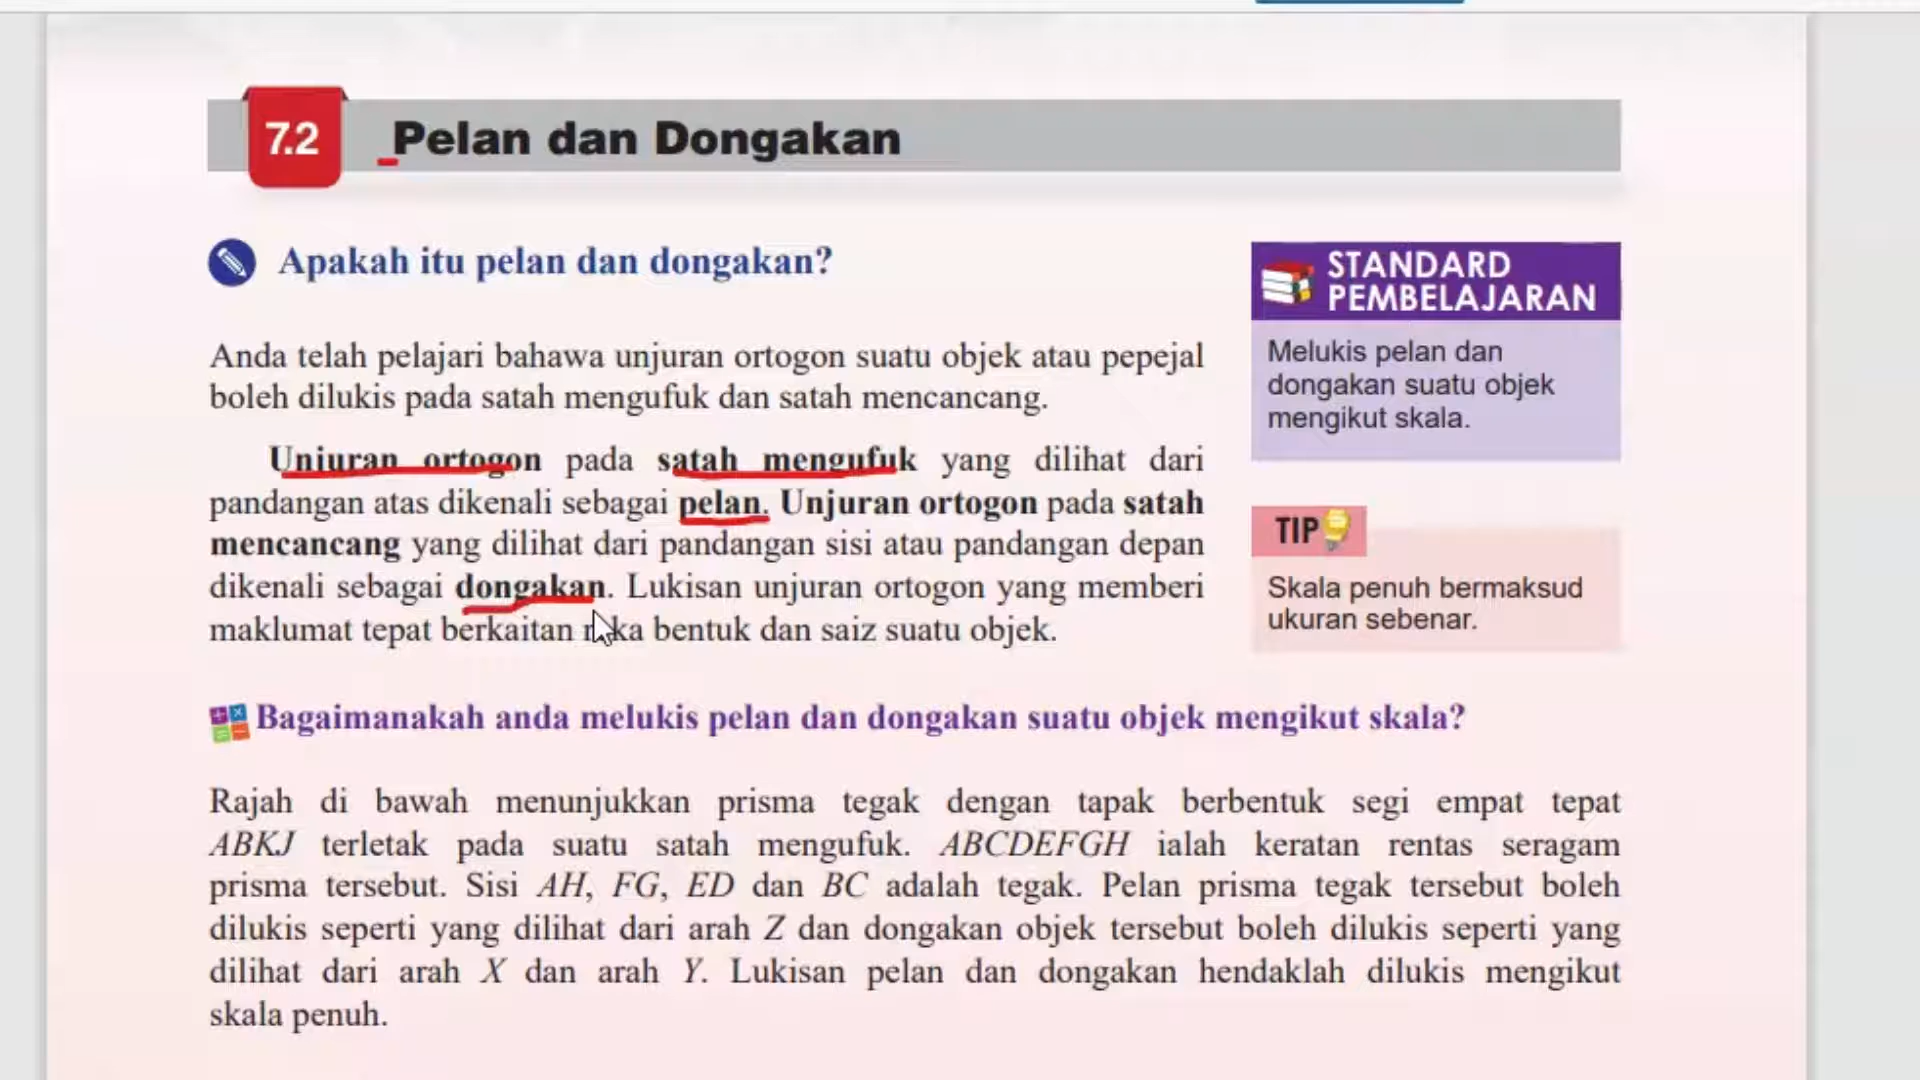 7.2 Pelan dan Dongakan
Apakah itu pelan dan dongakan?
Anda telah pelajari bahawa unjuran ortogon suatu objek atau pepejal
boleh dilukis pada satah mengufuk dan satah mencancang.
Unjuran ortogon pada satah mengufuk yang dilihat dari
pandangan atas dikenali sebagai pelan. Unjuran ortogon pada satah
mencancang yang dilihat dari pandangan sisi atau pandangan depan
dikenali sebagai dongakan. Lukisan unjuran ortogon yang memberi
maklumat tepat berkaitan reka bentuk dan saiz suatu objek.
STANDARD
PEMBELAJARAN
Melukis pelan dan
dongakan suatu objek
mengikut skala.
TIP
Skala penuh bermaksud
ukuran sebenar.
Bagaimanakah anda melukis pelan dan dongakan suatu objek mengikut skala?
Rajah di bawah menunjukkan prisma tegak dengan tapak berbentuk segi empat tepat
ABKJ terletak pada suatu satah mengufuk. ABCDEFGH ialah keratan rentas seragam
prisma tersebut. Sisi AH, FG, ED dan BC adalah tegak. Pelan prisma tegak tersebut boleh
dilukis seperti yang dilihat dari arah Z dan dongakan objek tersebut boleh dilukis seperti yang
dilihat dari arah X dan arah Y. Lukisan pelan dan dongakan hendaklah dilukis mengikut
skala penuh.